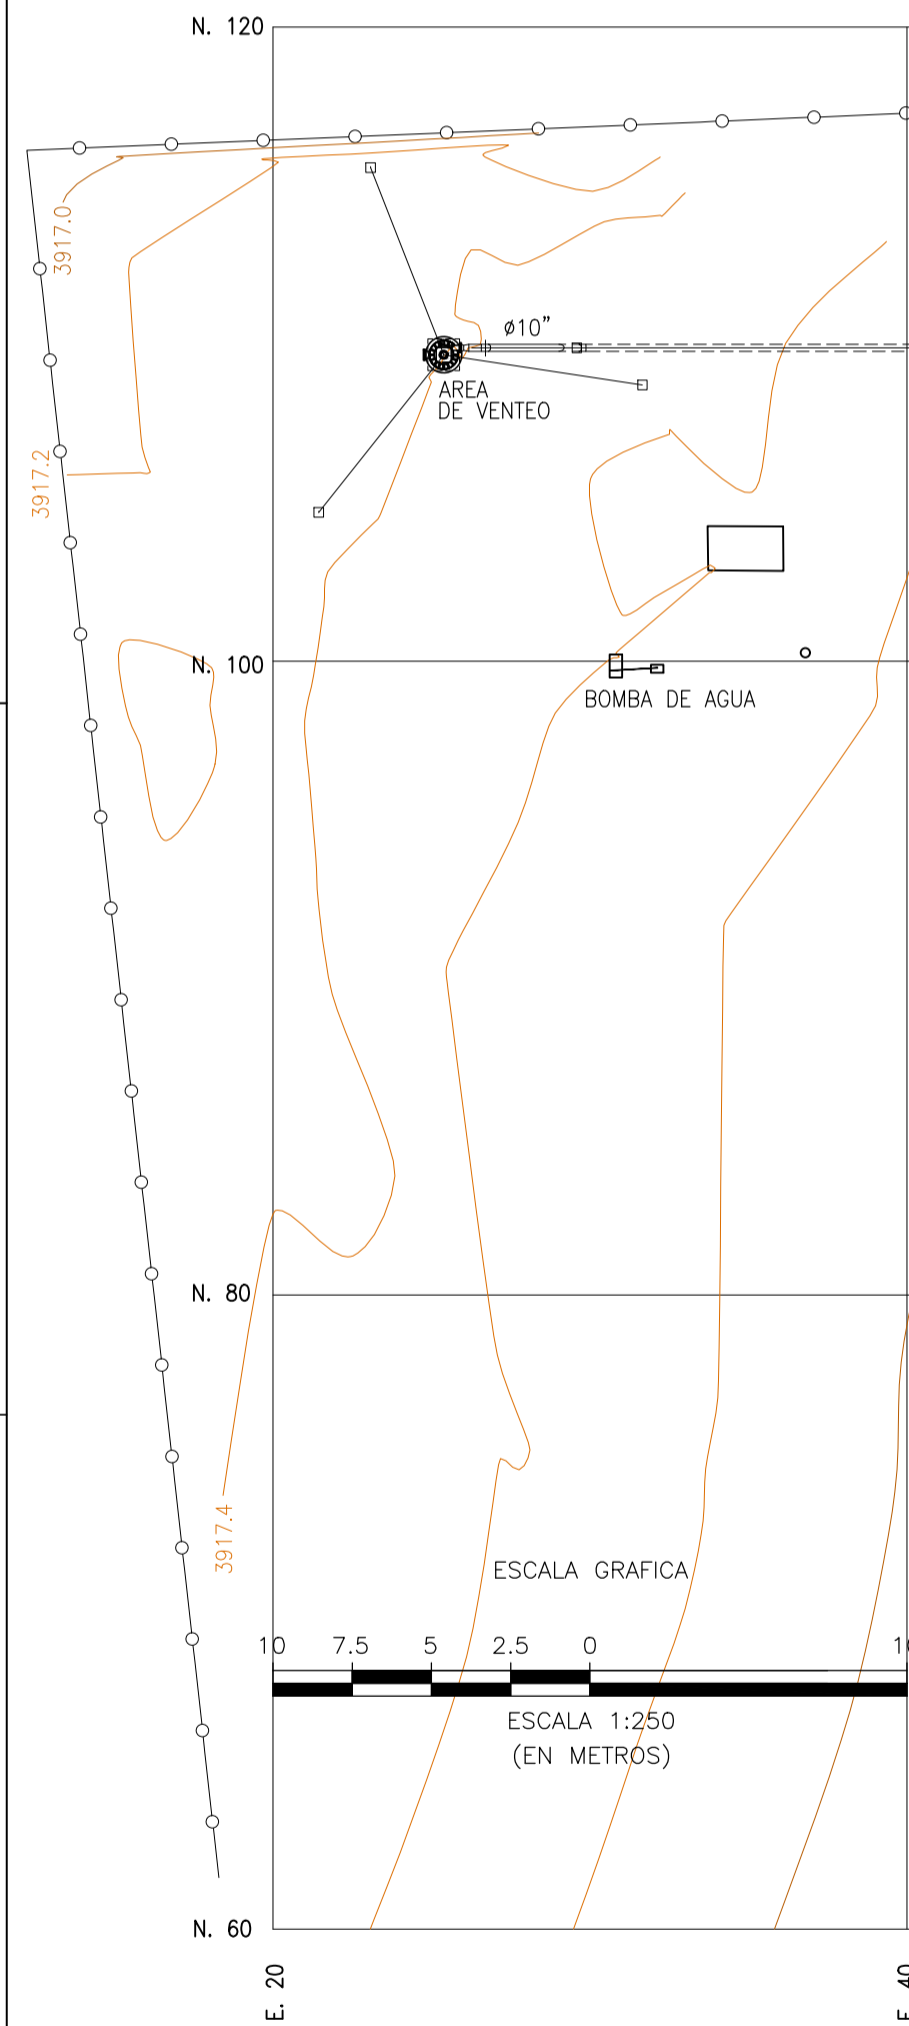 N. 120
3917.0
ø10”
AREA
DE VENTEO
3917.2
N. 100
BOMBA DE AGUA
N. 80
3917.4
ESCALA GRAFICA
10 7.5 5 2.5 0
ESCALA 1:250
(EN METROS)
N. 60
E. 20
E. 40